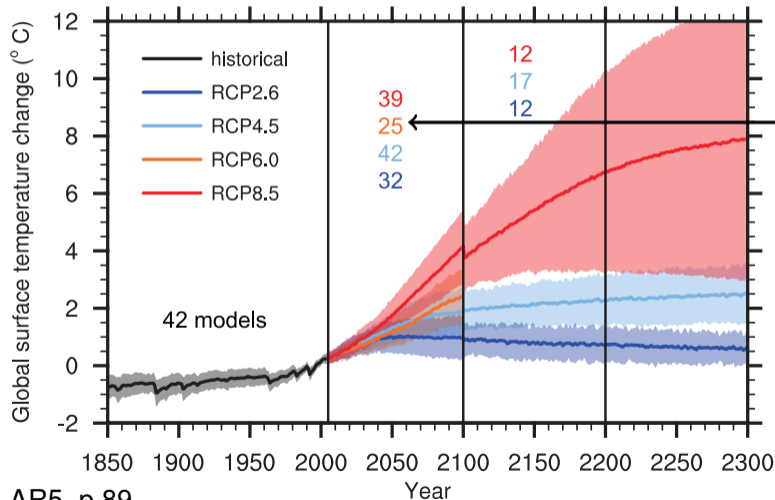 Global surface temperature change (° C)
12
10
8
6
4
2
0
-2
historical
RCP2.6
RCP4.5
RCP6.0
RCP8.5
39
25
42
32
12
17
12
42 models
1850 1900 1950 2000 2050 2100 2150 2200 2250 2300
Year
AR5, p.89